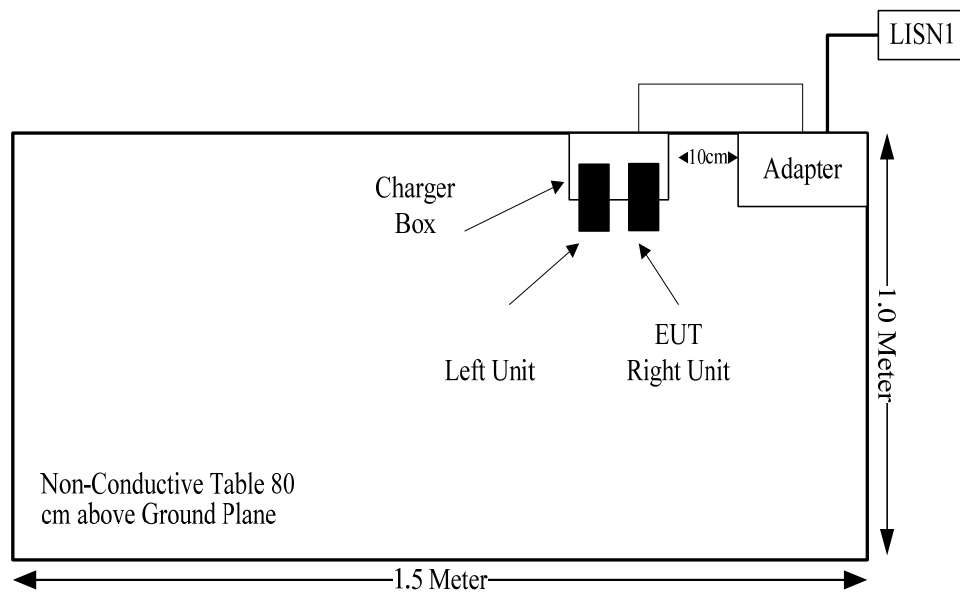 LISN1
10cm
Adapter
Charger
Box
1.0 Meter
EUT
Left Unit
Right Unit
Non-Conductive Table 80
cm above Ground Plane
1.5 Meter